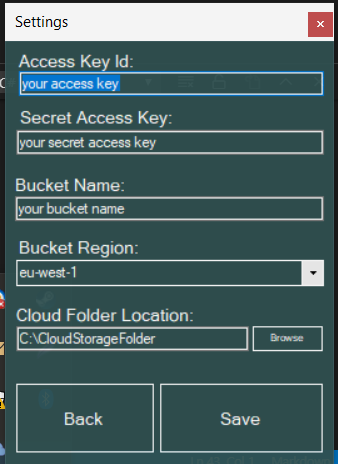 Settings
Access Key Id:
your access key
Secret Access Key:
your secret access key
Bucket Name:
your bucket name
Bucket Region:
eu-west-1
Cloud Folder Location:
C:\CloudStorageFolder
Browse
Back
Save